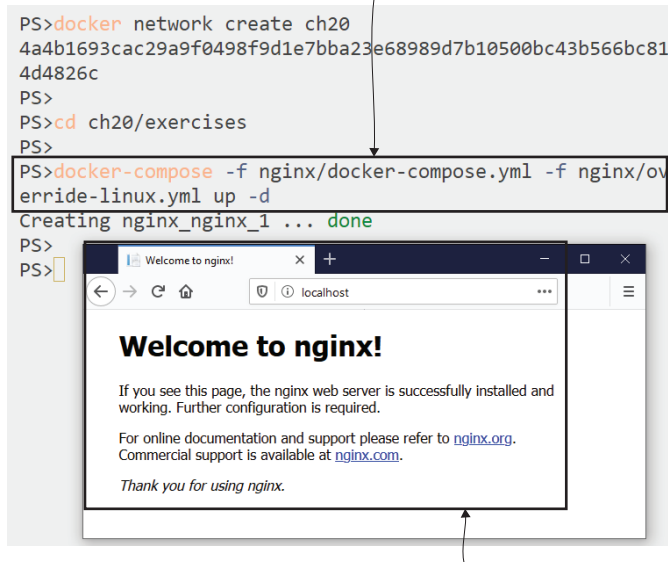 PS>docker network create ch20
4a4b1693cac29a9f0498f9d1e7bba23e68989d7b10500bc43b566bc81
4d4826c
PS>
PS>cd ch20/exercises
PS>
PS>docker-compose -f nginx/docker-compose.yml -f nginx/ov
erride-linux.yml up -d
Creating nginx_nginx_1 ... done
PS>
PS>
Welcome to nginx!
localhost
Welcome to nginx!
If you see this page, the nginx web server is successfully installed and
working. Further configuration is required.
For online documentation and support please refer to nginx.org.
Commercial support is available at nginx.com.
Thank you for using nginx.